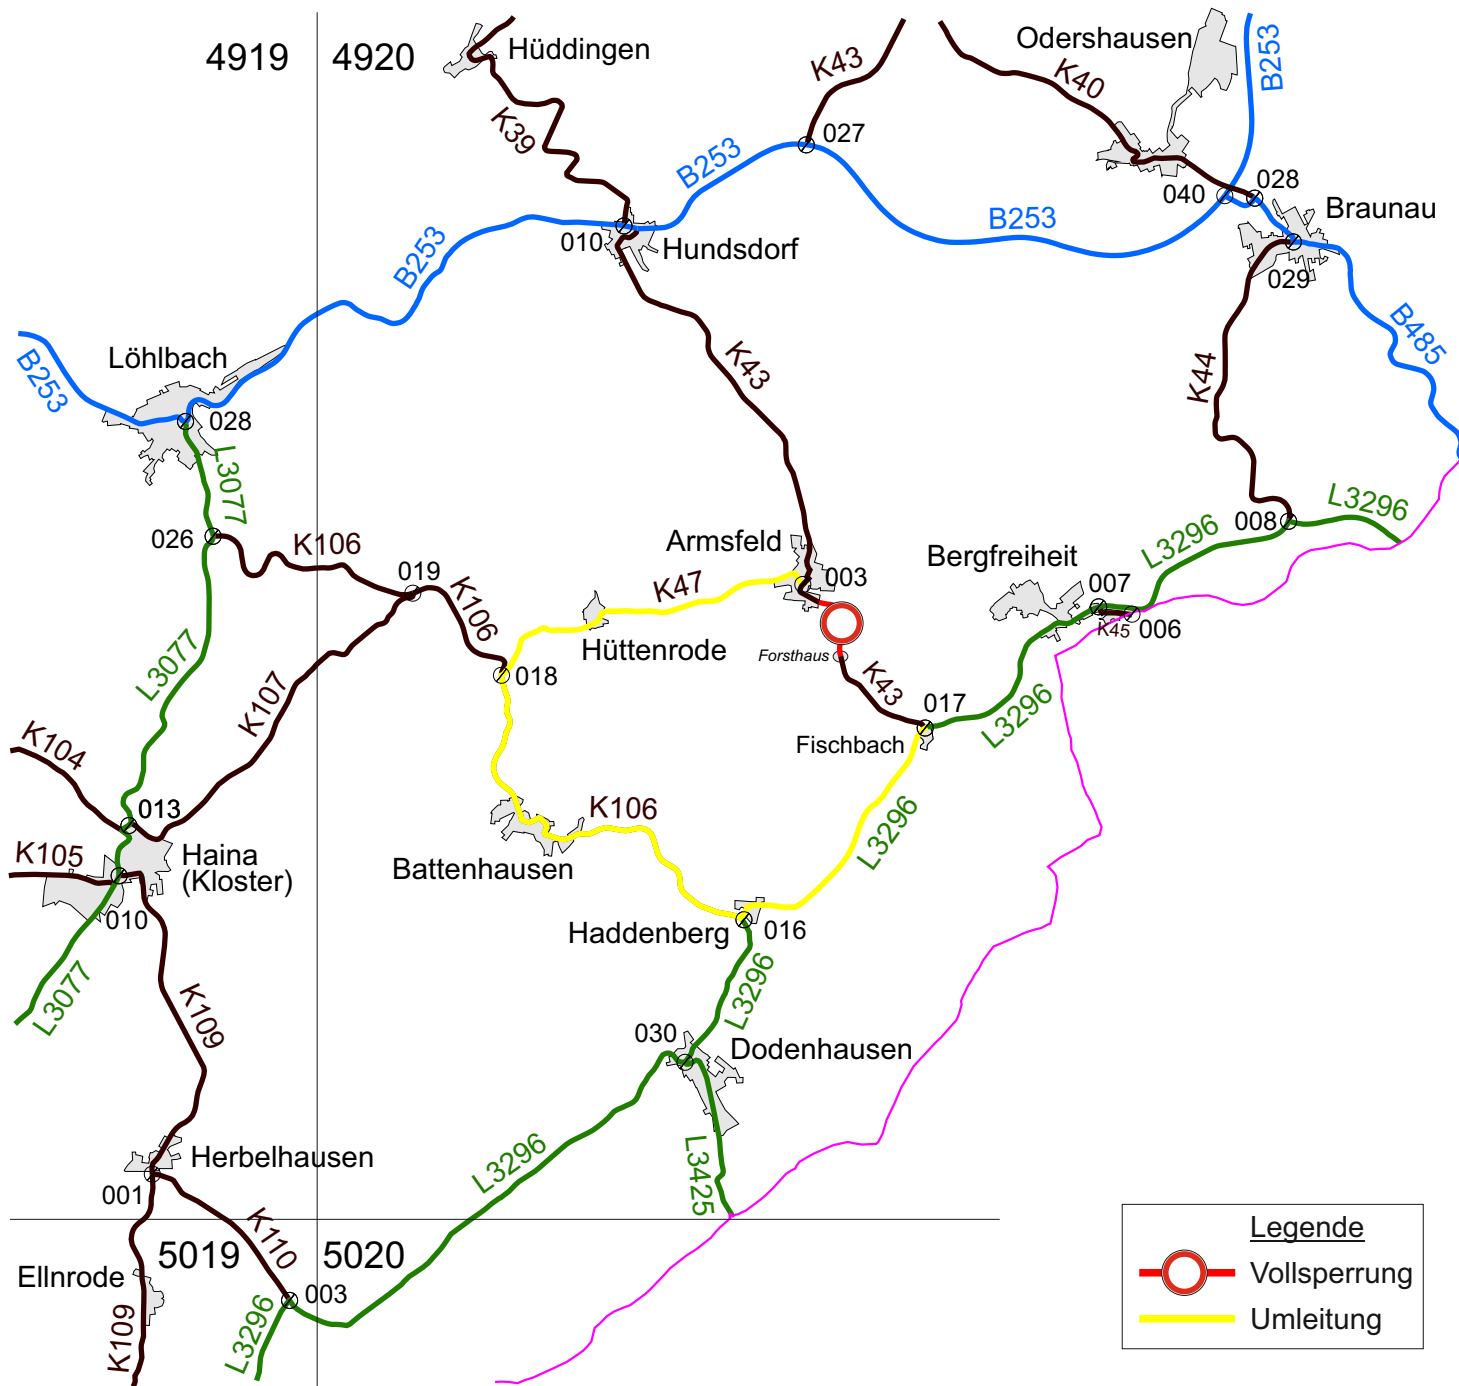 4919
4920
Hüddingen
K43
Odershausen
B253
K40
K39
027
B253
028
040
Braunau
B253
010
Hundsdorf
029
B253
B485
Löhlbach
B253
K43
K44
028
L3077
L3296
008
026
K106
Armsfeld
L3296
Bergfreiheit
019
003
007
K47
K106
K45
006
Hüttenrode
Forsthaus
018
K43
L3077
K107
017
L3296
K104
Fischbach
013
K106
K105
Haina
(Kloster)
L3296
Battenhausen
010
Haddenberg
016
L3077
L3296
K109
030
Dodenhausen
Herbelhausen
L3296
L3425
001
K110
5019
5020
Ellnrode
003
K109
L3296
Legende
Vollsperrung
Umleitung